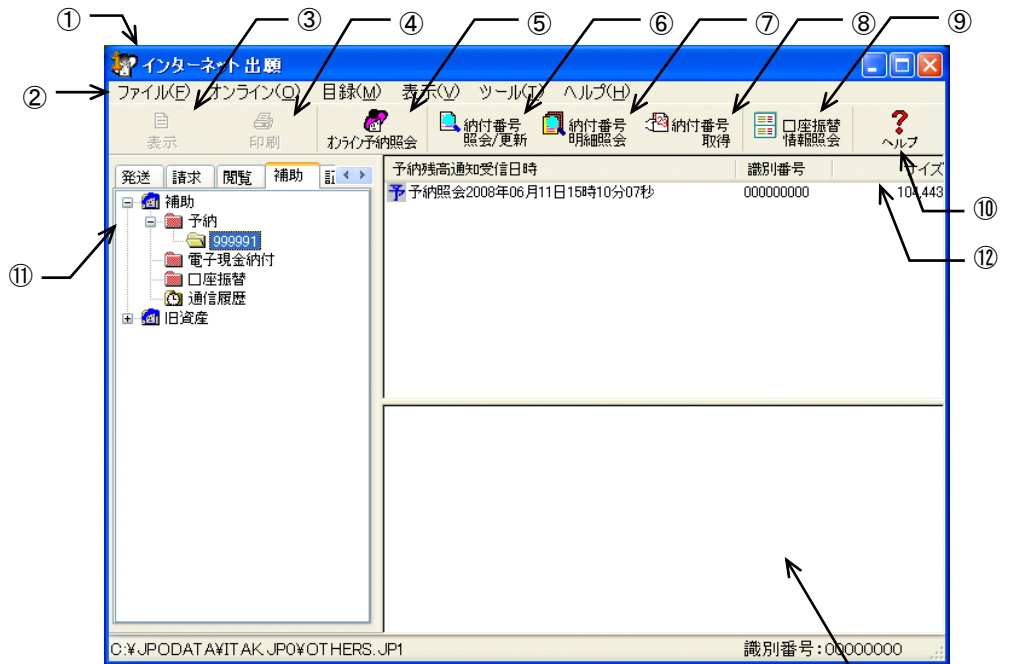 ① ③ ④ ⑤ ⑥ ⑦ ⑧ ⑨
インターネット出願
② ファイル(F) オンライン(O) 目録(M) 表示(V) ツール(T) ヘルプ(H)
表示 印刷 オンライン予納照会 納付番号照会/更新 納付番号明細照会 納付番号取得 口座振替情報照会 ヘルプ
発送 請求 閲覧 補助
予納残高通知受信日時 識別番号 サイズ
予 予納照会2008年06月11日15時10分07秒 000000000 104,443
⑩
補助
予納
999991
電子現金納付
⑪
⑫
口座振替
通信履歴
旧資産
C:¥JPODATA¥ITAK.JP0¥OTHERS.JP1 識別番号:00000000